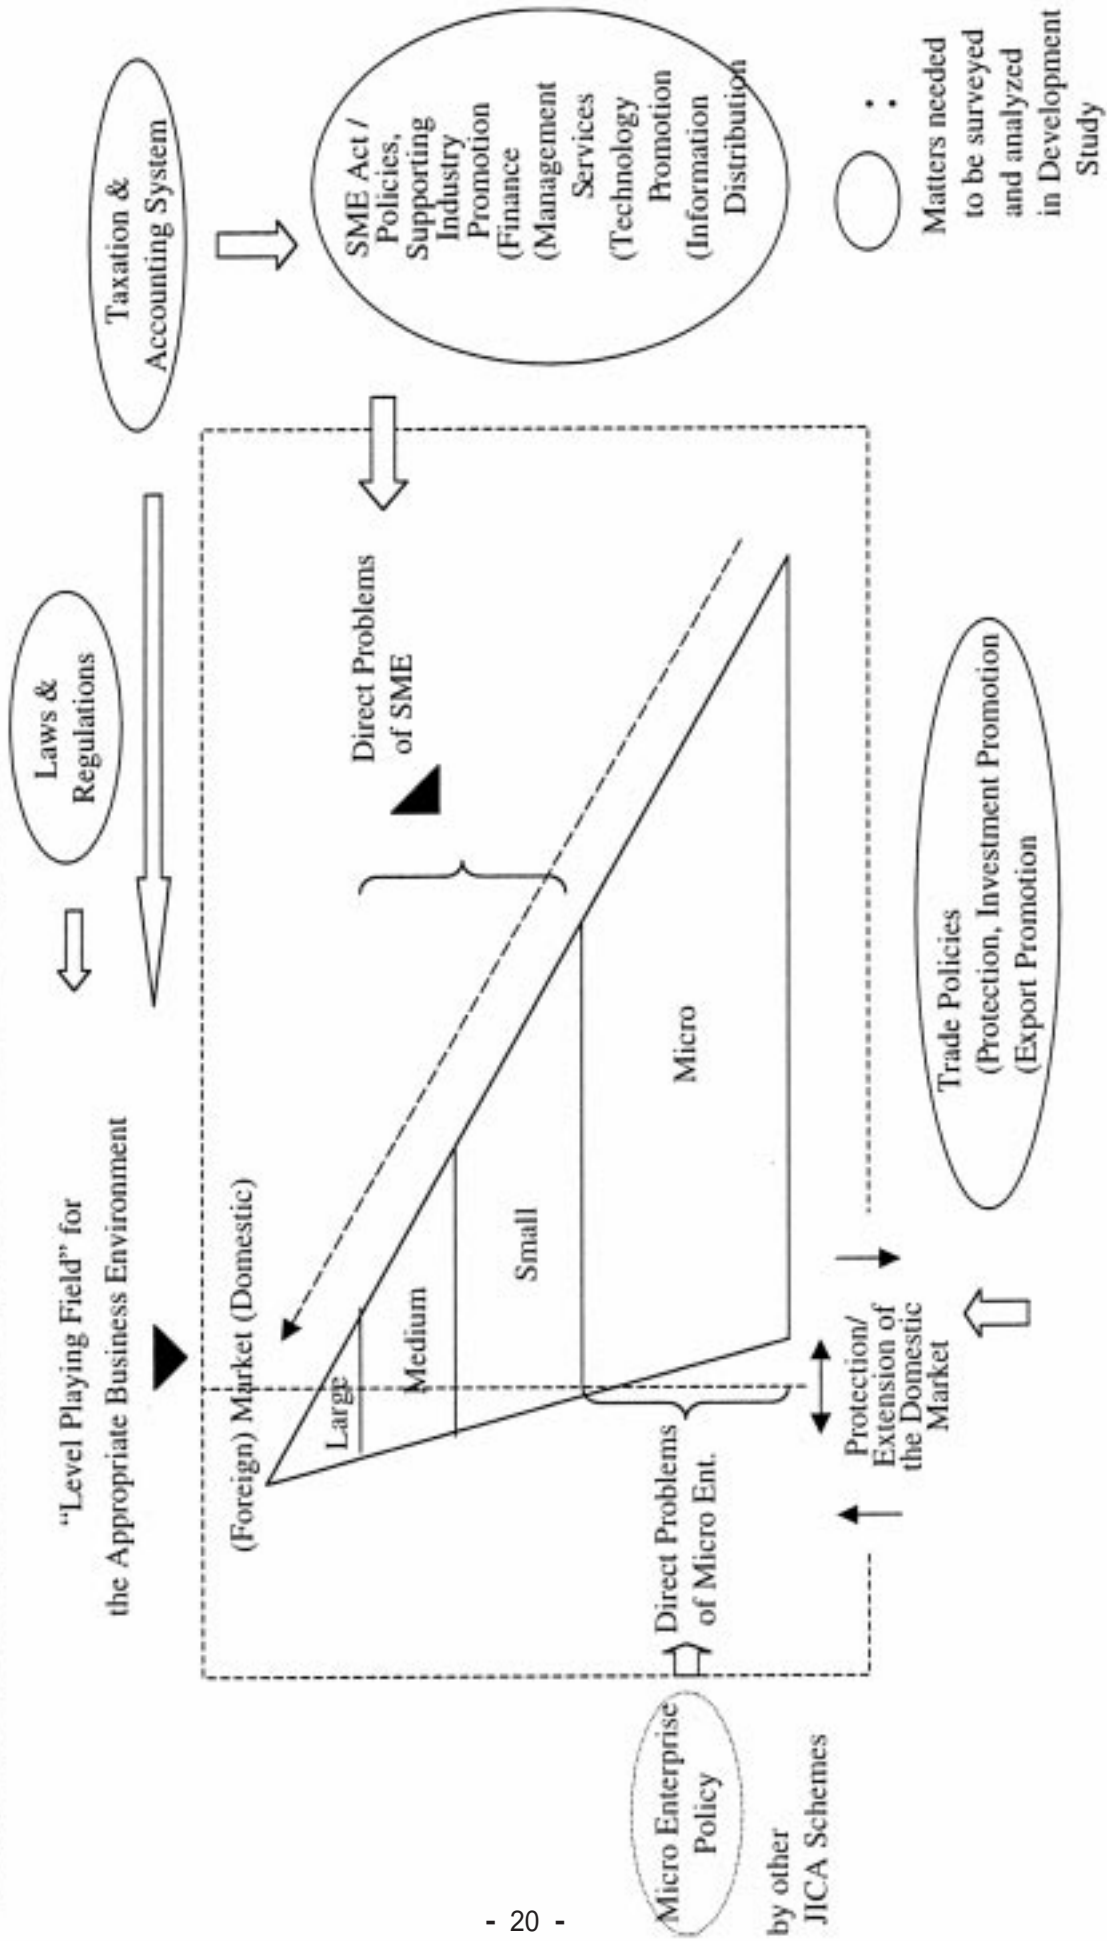 "Level Playing Field" for
the Appropriate Business Environment
Laws &
Regulations
Taxation &
Accounting System
(Foreign) Market (Domestic)
Large
Medium
Small
Micro
Direct Problems
of SME
SME Act /
Policies,
Supporting
Industry
Promotion
(Finance
(Management
Services
(Technology
Promotion
(Information
Distribution
Micro Enterprise
Policy
by other
JICA Schemes
Direct Problems
of Micro Ent.
Protection/
Extension of
the Domestic
Market
Trade Policies
(Protection, Investment Promotion
(Export Promotion
:
Matters needed
to be surveyed
and analyzed
in Development
Study
- 20 -